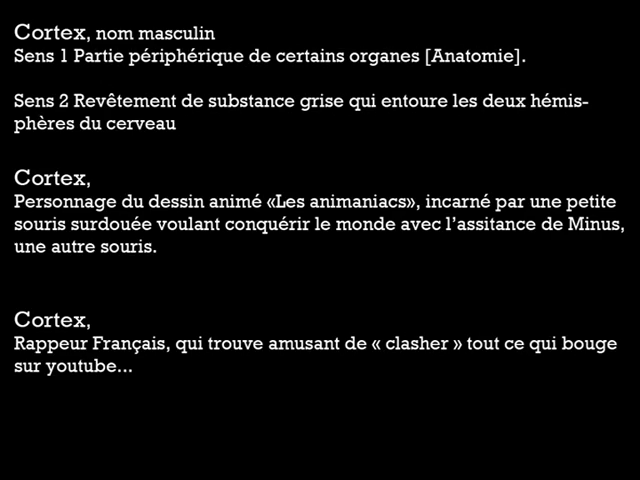 Cortex, nom masculin
Sens 1 Partie périphérique de certains organes [Anatomie].
Sens 2 Revêtement de substance grise qui entoure les deux hémis-
phères du cerveau
Cortex,
Personnage du dessin animé «Les animaniacs», incarné par une petite
souris surdouée voulant conquérir le monde avec l’assitance de Minus,
une autre souris.
Cortex,
Rappeur Français, qui trouve amusant de « clasher » tout ce qui bouge
sur youtube...